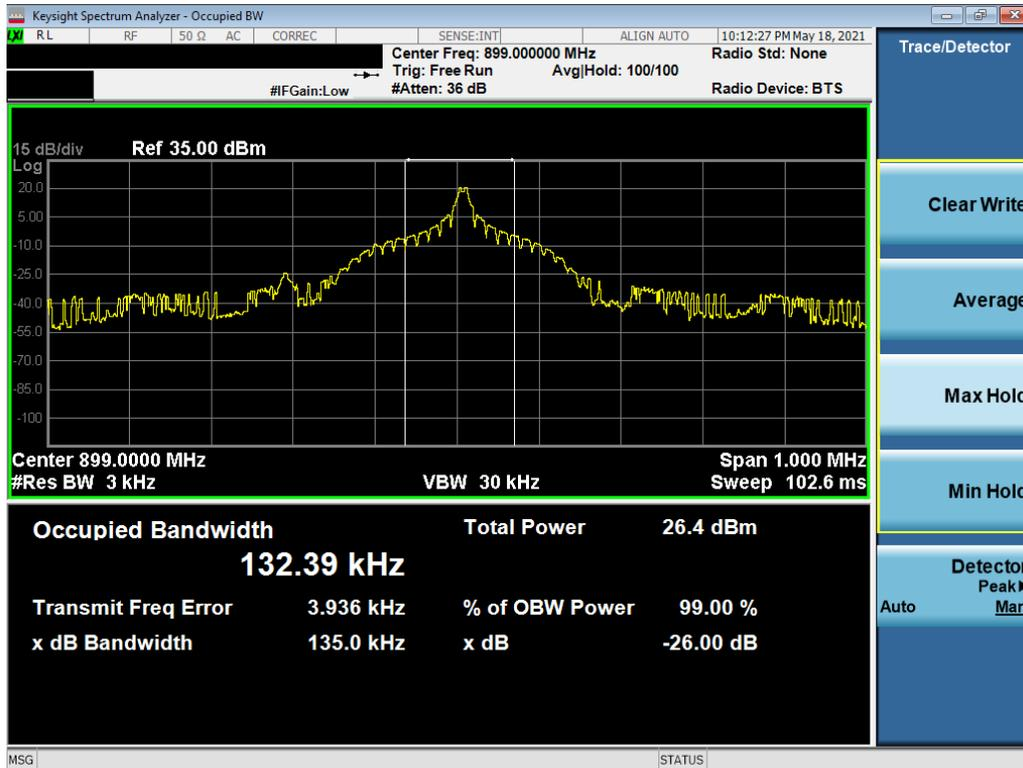 Keysight Spectrum Analyzer - Occupied BW
LXI RL RF 50 Ω AC CORREC SENSE:INT ALIGN AUTO 10:12:27 PM May 18, 2021
Center Freq: 899.000000 MHz Radio Std: None
Trig: Free Run Avg|Hold: 100/100
#IFGain:Low #Atten: 36 dB Radio Device: BTS
15 dB/div Ref 35.00 dBm
Log
20.0
5.00
-10.0
-25.0
-40.0
-55.0
-70.0
-85.0
-100
Center 899.0000 MHz Span 1.000 MHz
#Res BW 3 kHz VBW 30 kHz Sweep 102.6 ms
Occupied Bandwidth Total Power 26.4 dBm
132.39 kHz
Transmit Freq Error 3.936 kHz % of OBW Power 99.00 %
x dB Bandwidth 135.0 kHz x dB -26.00 dB
MSG STATUS
Trace/Detector
Clear Write
Average
Max Hold
Min Hold
Detector
Peak
Auto Man